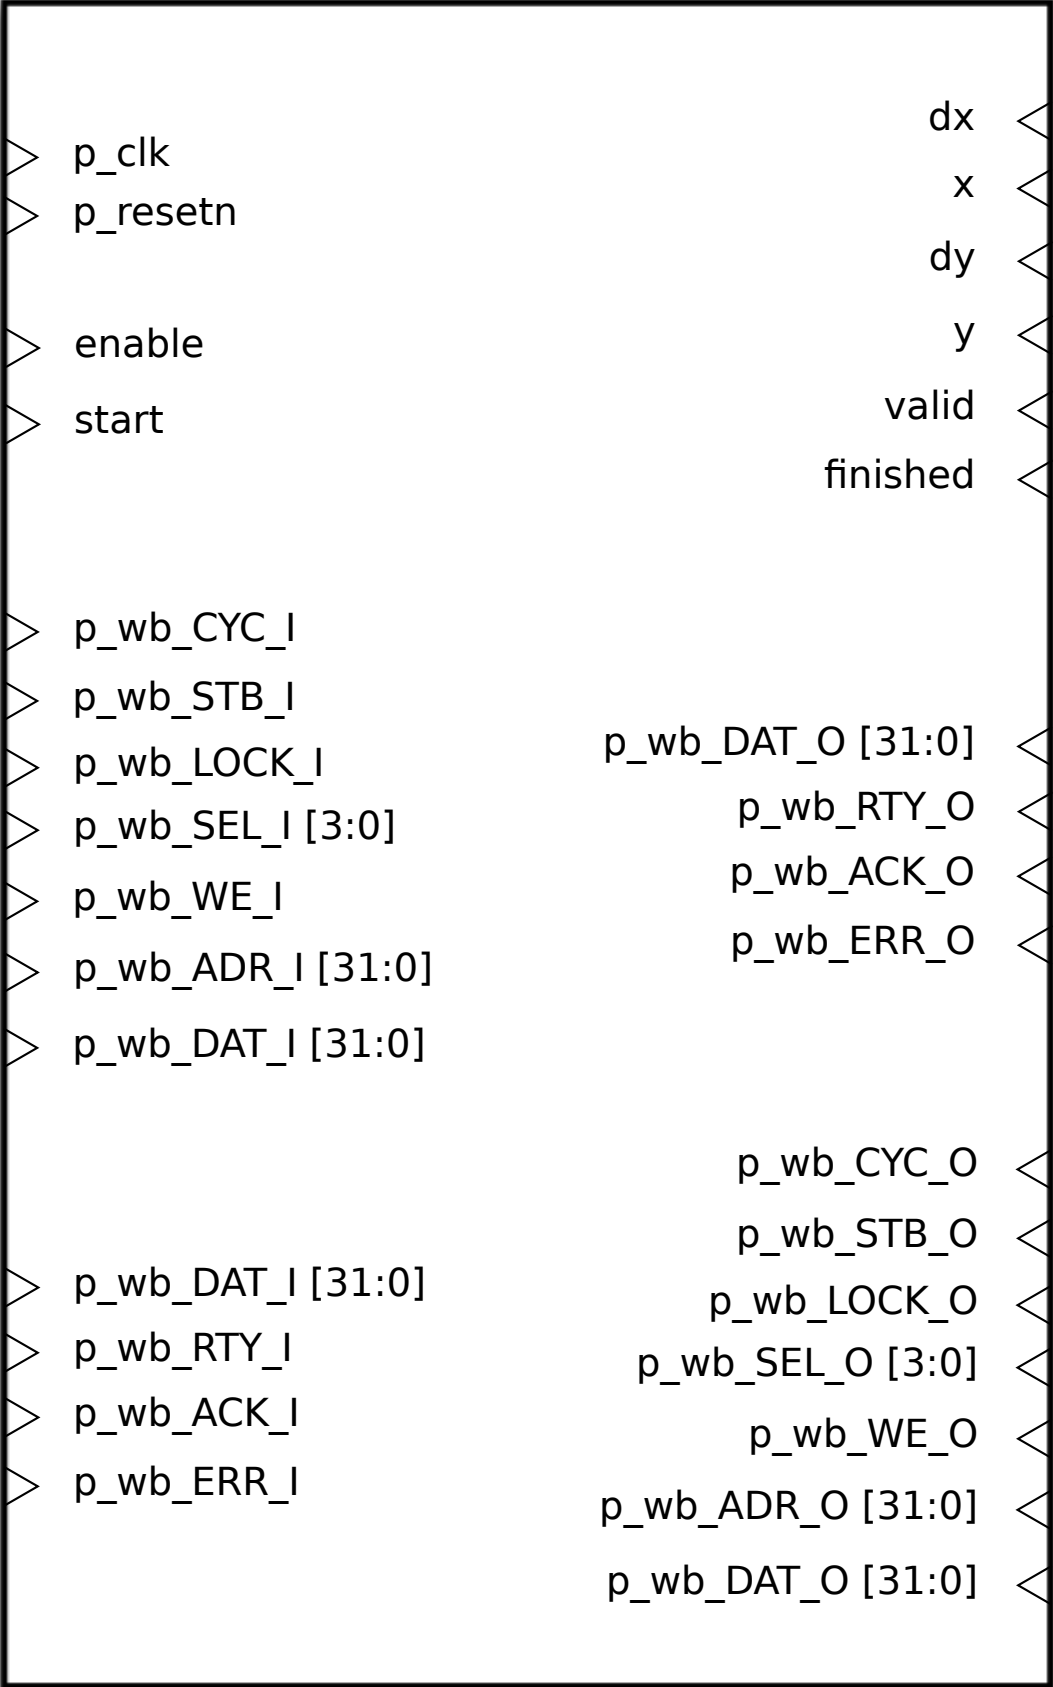 p_clk
p_resetn
enable
start
p_wb_CYC_I
p_wb_STB_I
p_wb_LOCK_I
p_wb_SEL_I [3:0]
p_wb_WE_I
p_wb_ADR_I [31:0]
p_wb_DAT_I [31:0]
p_wb_DAT_I [31:0]
p_wb_RTY_I
p_wb_ACK_I
p_wb_ERR_I
dx
x
dy
y
valid
finished
p_wb_DAT_O [31:0]
p_wb_RTY_O
p_wb_ACK_O
p_wb_ERR_O
p_wb_CYC_O
p_wb_STB_O
p_wb_LOCK_O
p_wb_SEL_O [3:0]
p_wb_WE_O
p_wb_ADR_O [31:0]
p_wb_DAT_O [31:0]